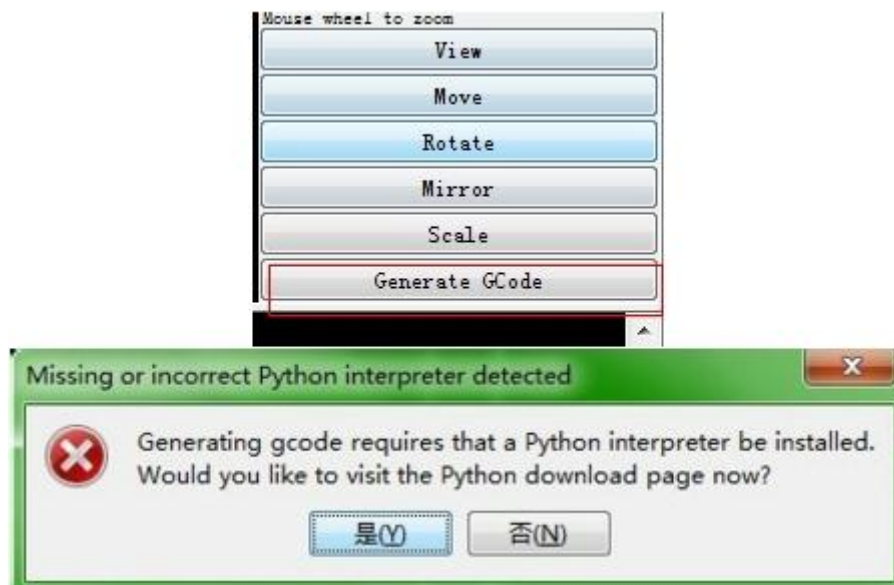 Mouse wheel to zoom
View
Move
Rotate
Mirror
Scale
Generate GCode
Missing or incorrect Python interpreter detected
Generating gcode requires that a Python interpreter be installed.
Would you like to visit the Python download page now?
是(Y)
否(N)